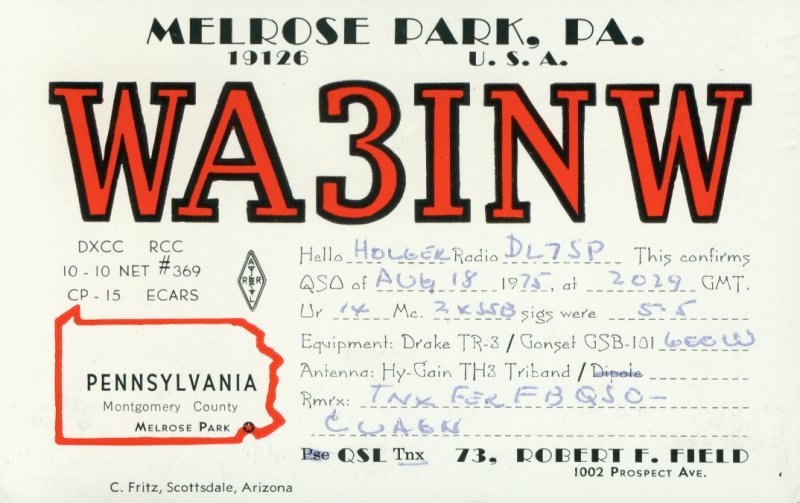 MELROSE PARK, PA.
19126 U. S. A.
WA3INW
DXCC RCC
10 - 10 NET #369
CP - 15 ECARS
Hello HOLGER Radio DL7SP This confirms
QSO of AUG 18 1975, at 2029 GMT.
Ur 14 Mc. 2XSSB sigs were 5-5
Equipment: Drake TR-3 / Gonset GSB-101 600W
Antenna: Hy-Gain TH3 Triband / Dipole
Rmrx: TNX FER FB QSO-
CUAGN
PENNSYLVANIA
Montgomery County
MELROSE PARK
Pse QSL Tnx 73, ROBERT F. FIELD
1002 PROSPECT AVE.
C. Fritz, Scottsdale, Arizona